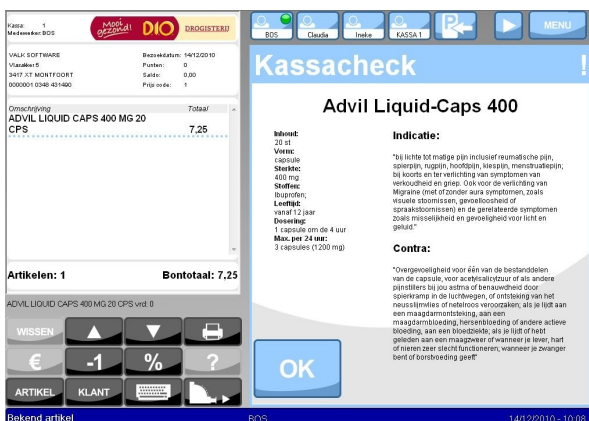 Kassa: 1
Medewerker: BOS
Mooi
gezond!
DIO
DROGISTERIJ
VALK SOFTWARE
Vlasakker 5
3417 XT MONTFOORT
0000001 0348 431490
Bezoekdatum: 14/12/2010
Punten: 0
Saldo: 0,00
Prijs code: 1
Omschrijving Totaal
ADVIL LIQUID CAPS 400 MG 20
CPS 7,25
Artikelen: 1 Bontotaal: 7,25
ADVIL LIQUID CAPS 400 MG 20 CPS vrd: 0
WISSEN
€ -1 % ?
ARTIKEL KLANT
BOS Claudia Ineke KASSA 1 MENU
Kassacheck !
Advil Liquid-Caps 400
Inhoud:
20 st
Vorm:
capsule
Sterkte:
400 mg
Stoffen:
Ibuprofen;
Leeftijd:
vanaf 12 jaar
Dosering:
1 capsule om de 4 uur
Max. per 24 uur:
3 capsules (1200 mg)
Indicatie:
"bij lichte tot matige pijn inclusief reumatische pijn,
spierpijn, rugpijn, hoofdpijn, kiespijn, menstruatiepijn;
bij koorts en ter verlichting van symptomen van
verkoudheid en griep. Ook voor de verlichting van
Migraine (met of zonder aura symptomen, zoals
visuele stoornissen, gevoelloosheid of
spraakstoornissen) en de gerelateerde symptomen
zoals misselijkheid en gevoeligheid voor licht en
geluid."
Contra:
"Overgevoeligheid voor één van de bestanddelen
van de capsule, voor acetylsalicylzuur of als andere
pijnstillers bij jou astma of benauwdheid door
spierkramp in de luchtwegen, of ontsteking van het
neusslijmvlies of netelroos veroorzaken; als je lijdt aan
een maagdarmontsteking, aan een
maagdarmbloeding, hersenbloeding of andere actieve
bloeding, aan een bloedziekte; als je lijdt of hebt
geleden aan een maagzweer of wanneer je lever, hart
of nieren zeer slecht functioneren; wanneer je zwanger
bent of borstvoeding geeft"
OK
Bekend artikel BOS 14/12/2010 - 10:08